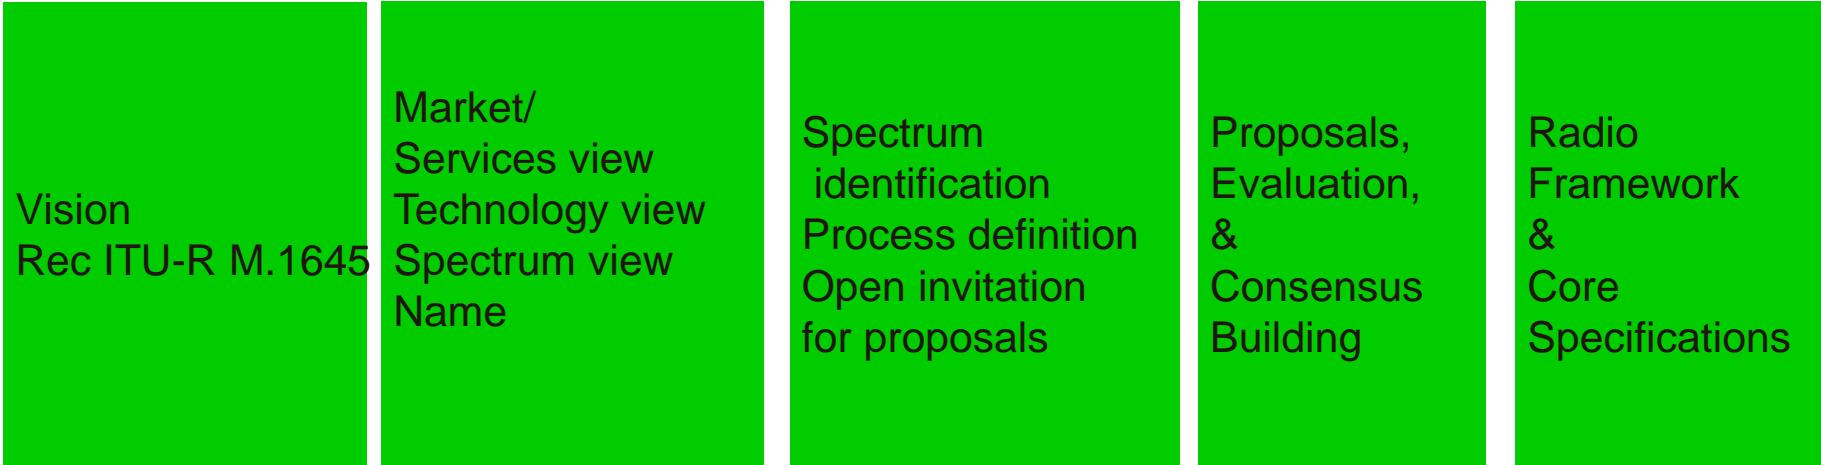 Vision
Rec ITU-R M.1645
Market/
Services view
Technology view
Spectrum view
Name
Spectrum
identification
Process definition
Open invitation
for proposals
Proposals,
Evaluation,
&
Consensus
Building
Radio
Framework
&
Core
Specifications